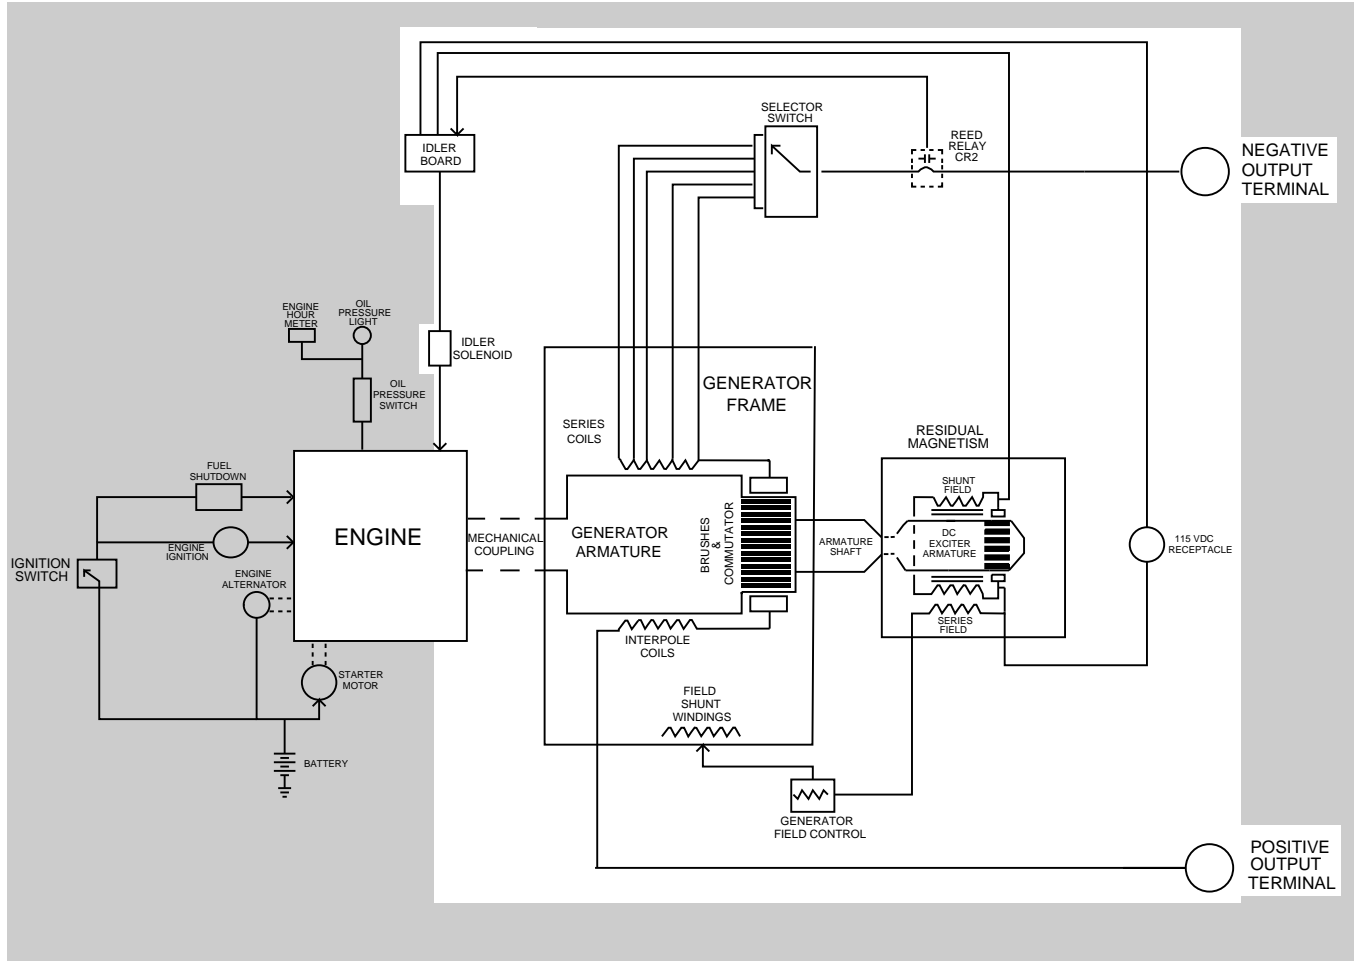 SELECTOR
SWITCH
IDLER
BOARD
REED
RELAY
CR2
NEGATIVE
OUTPUT
TERMINAL
ENGINE
HOUR
METER
OIL
PRESSURE
LIGHT
IDLER
SOLENOID
OIL
PRESSURE
SWITCH
GENERATOR
FRAME
SERIES
COILS
RESIDUAL
MAGNETISM
FUEL
SHUTDOWN
SHUNT
FIELD
ENGINE
MECHANICAL
COUPLING
GENERATOR
ARMATURE
BRUSHES
&
COMMUTATOR
ARMATURE
SHAFT
DC
EXCITER
ARMATURE
115 VDC
RECEPTACLE
ENGINE
IGNITION
IGNITION
SWITCH
ENGINE
ALTERNATOR
SERIES
FIELD
INTERPOLE
COILS
STARTER
MOTOR
FIELD
SHUNT
WINDINGS
BATTERY
GENERATOR
FIELD CONTROL
POSITIVE
OUTPUT
TERMINAL